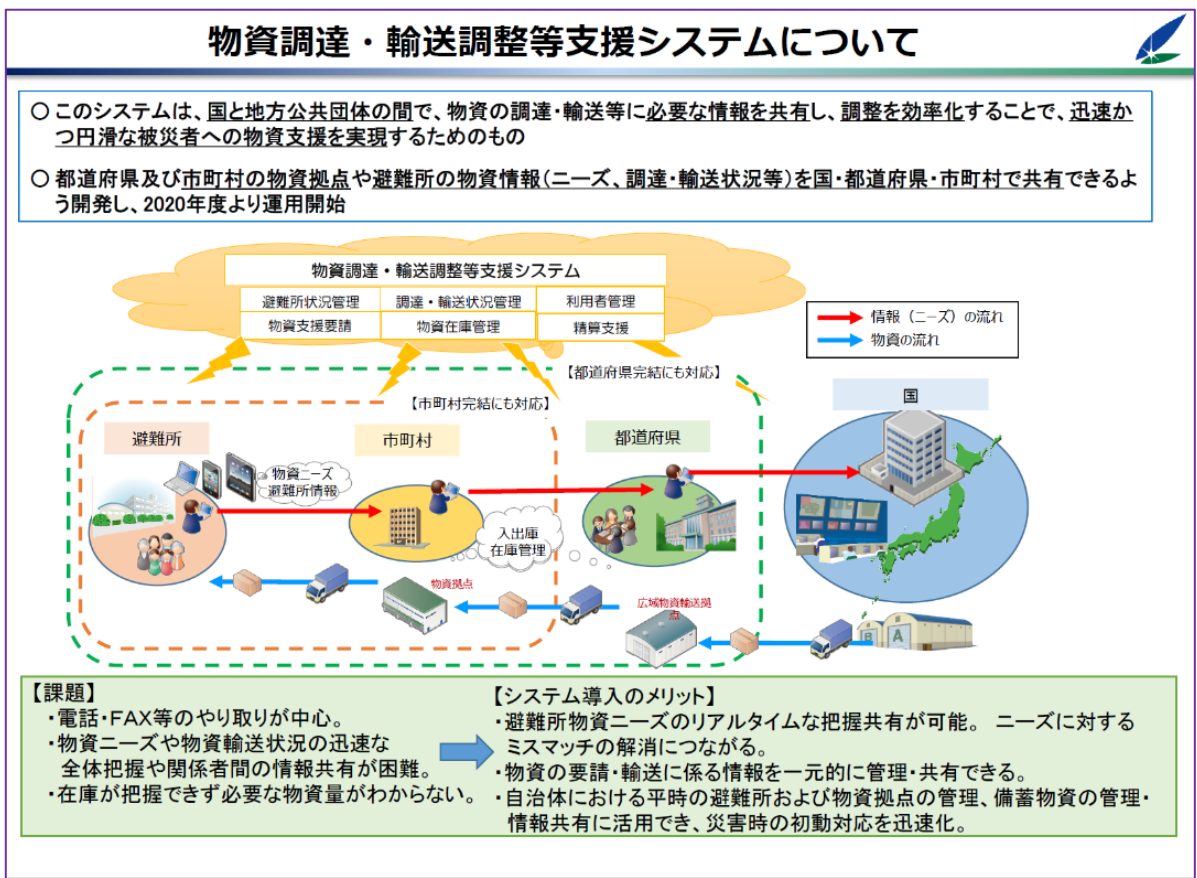 物資調達・輸送調整等支援システムについて
○ このシステムは、国と地方公共団体の間で、物資の調達・輸送等に必要な情報を共有し、調整を効率化することで、迅速か
つ円滑な被災者への物資支援を実現するためのもの
○ 都道府県及び市町村の物資拠点や避難所の物資情報(ニーズ、調達・輸送状況等)を国・都道府県・市町村で共有できるよ
う開発し、2020年度より運用開始
物資調達・輸送調整等支援システム
避難所状況管理
調達・輸送状況管理
利用者管理
物資支援要請
物資在庫管理
精算支援
情報(ニーズ)の流れ
物資の流れ
【都道府県完結にも対応】
【市町村完結にも対応】
避難所
市町村
都道府県
国
物資ニーズ
避難所情報
入出庫
在庫管理
物資拠点
広域物資輸送拠
点
B
A
【課題】
・電話・FAX等のやり取りが中心。
・物資ニーズや物資輸送状況の迅速な
全体把握や関係者間の情報共有が困難。
・在庫が把握できず必要な物資量がわからない。
【システム導入のメリット】
・避難所物資ニーズのリアルタイムな把握共有が可能。 ニーズに対する
ミスマッチの解消につながる。
・物資の要請・輸送に係る情報を一元的に管理・共有できる。
・自治体における平時の避難所および物資拠点の管理、備蓄物資の管理・
情報共有に活用でき、災害時の初動対応を迅速化。